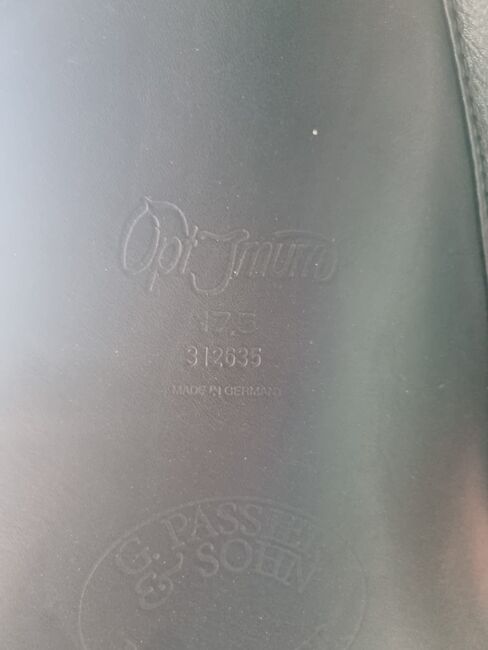 OptImum
17,5
312635
MADE IN GERMANY
G. PASSIER
& SOHN